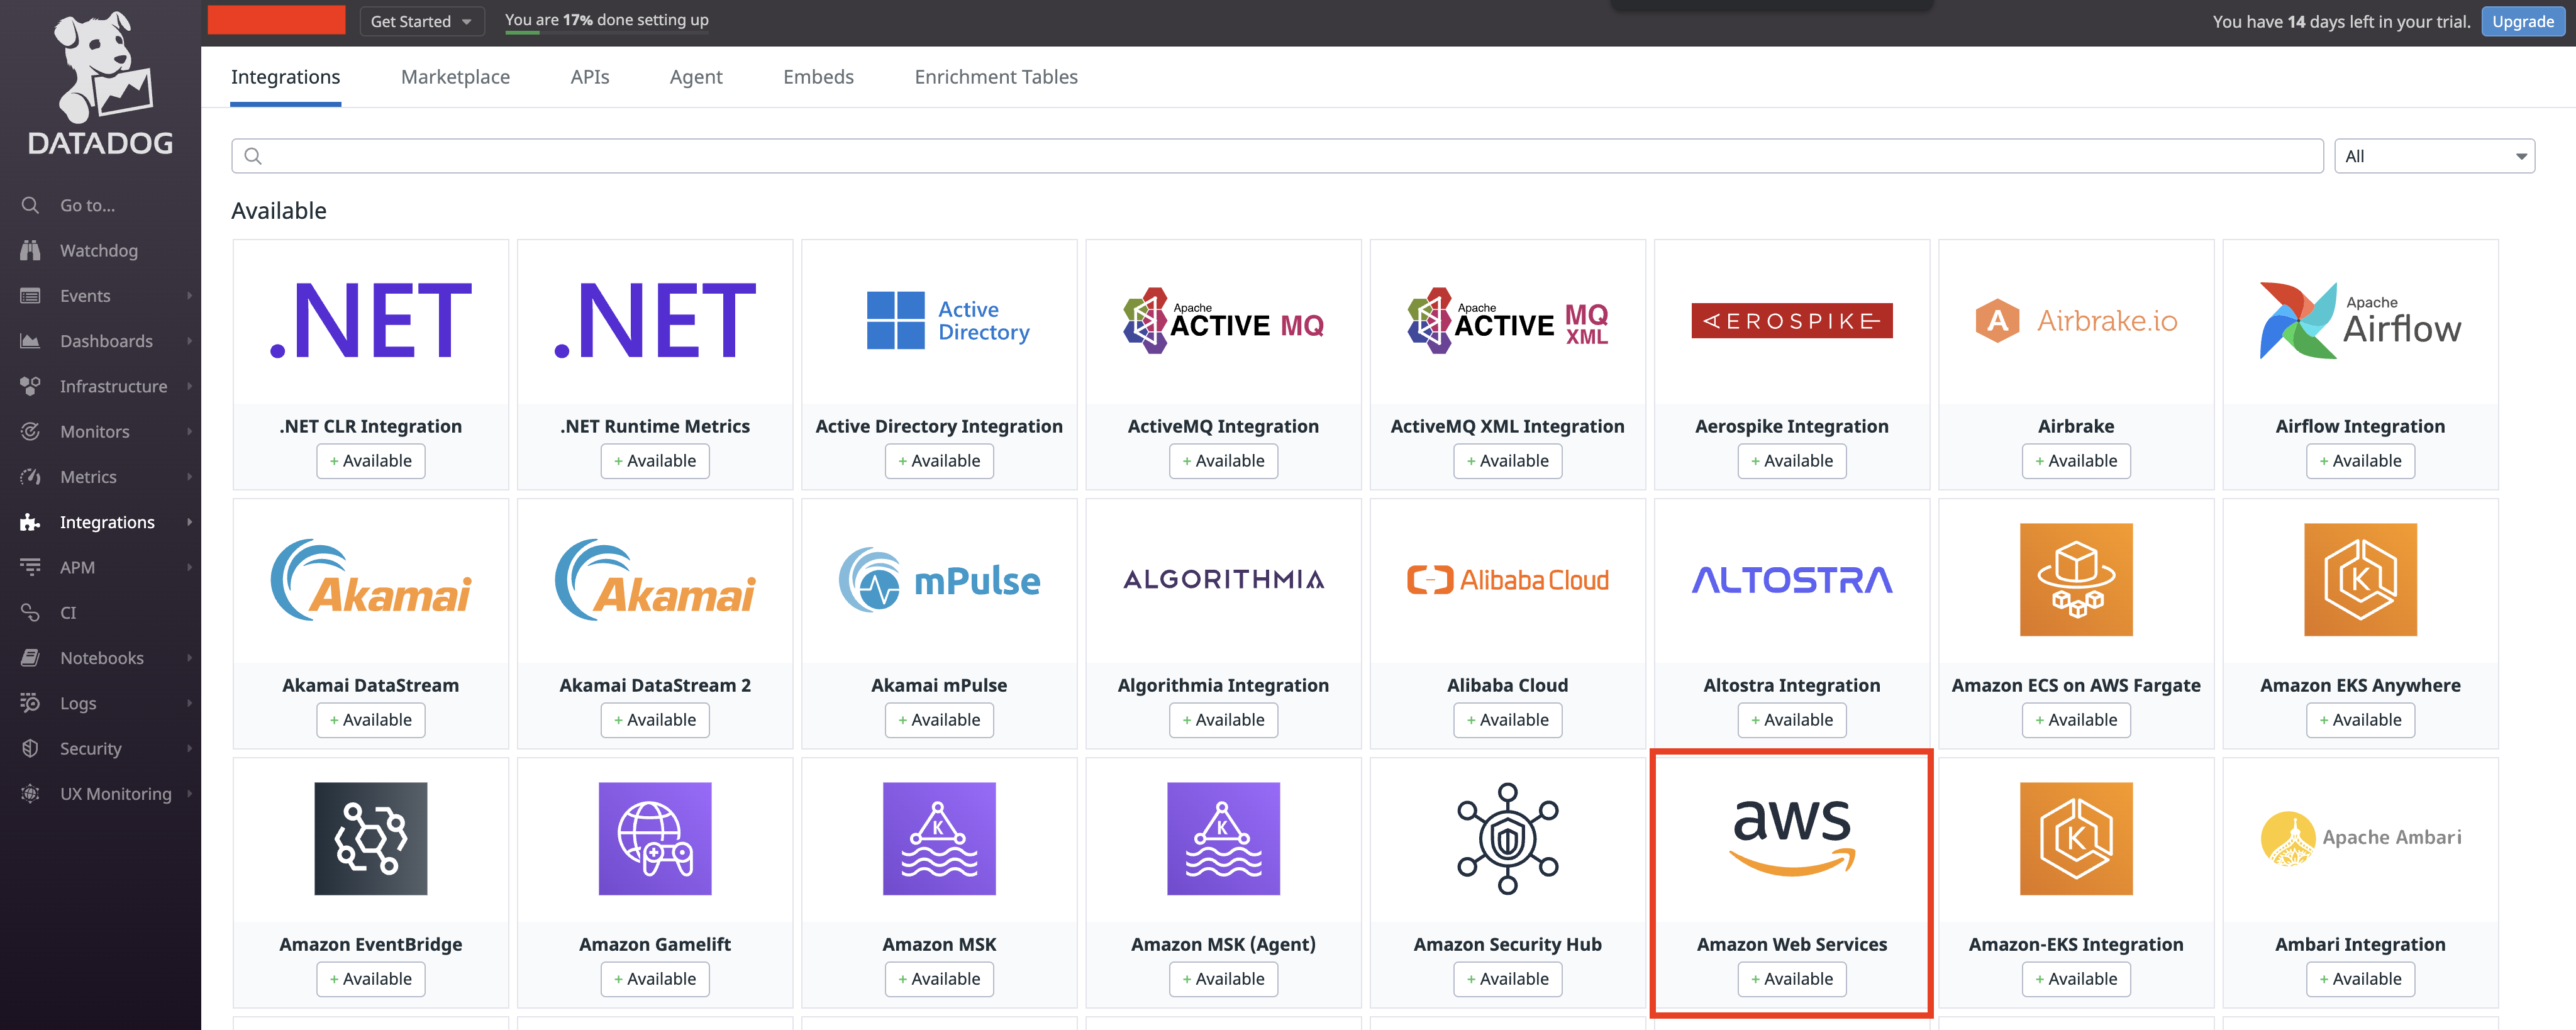 DATADOG
Get Started
You are 17% done setting up
You have 14 days left in your trial.
Upgrade
Go to...
Watchdog
Events
Dashboards
Infrastructure
Monitors
Metrics
Integrations
APM
CI
Notebooks
Logs
Security
UX Monitoring
Integrations
Marketplace
APIs
Agent
Embeds
Enrichment Tables
All
Available
.NET
.NET CLR Integration
+ Available
.NET
.NET Runtime Metrics
+ Available
Active
Directory
Active Directory Integration
+ Available
Apache
ACTIVE MQ
ActiveMQ Integration
+ Available
Apache
ACTIVE MQ
XML
ActiveMQ XML Integration
+ Available
AEROSPIKE
Aerospike Integration
+ Available
A Airbrake.io
Airbrake
+ Available
Apache
Airflow
Airflow Integration
+ Available
Akamai
Akamai DataStream
+ Available
Akamai
Akamai DataStream 2
+ Available
mPulse
Akamai mPulse
+ Available
ALGORITHMIA
Algorithmia Integration
+ Available
Alibaba Cloud
Alibaba Cloud
+ Available
ALTOSTRA
Altostra Integration
+ Available
Amazon ECS on AWS Fargate
+ Available
K
Amazon EKS Anywhere
+ Available
Amazon EventBridge
+ Available
Amazon Gamelift
+ Available
K
Amazon MSK
+ Available
K
Amazon MSK (Agent)
+ Available
Amazon Security Hub
+ Available
aws
Amazon Web Services
+ Available
K
Amazon-EKS Integration
+ Available
Apache Ambari
Ambari Integration
+ Available